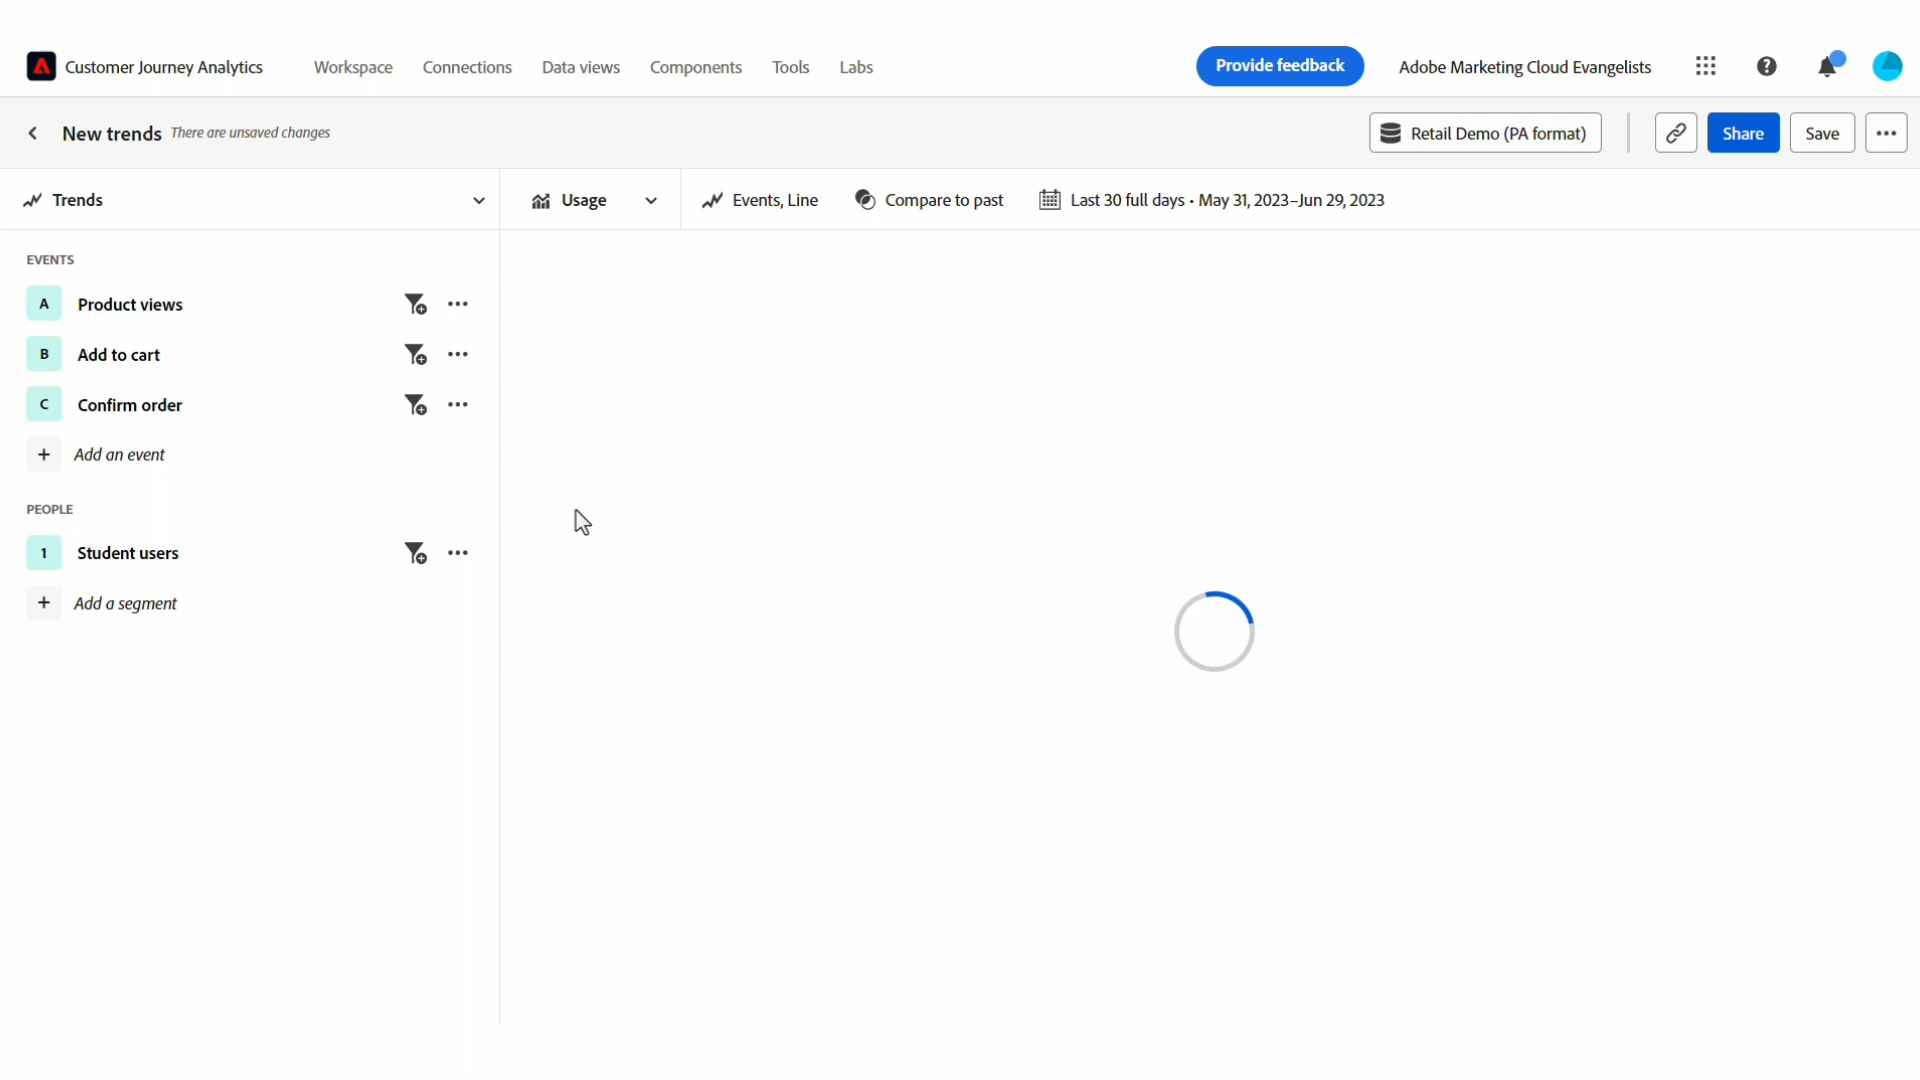 Customer Journey Analytics
Workspace
Connections
Data views
Components
Tools
Labs
Provide feedback
Adobe Marketing Cloud Evangelists
New trends
There are unsaved changes
Retail Demo (PA format)
Share
Save
Trends
Usage
Events, Line
Compare to past
Last 30 full days • May 31, 2023–Jun 29, 2023
EVENTS
A Product views
B Add to cart
C Confirm order
+ Add an event
PEOPLE
1 Student users
+ Add a segment